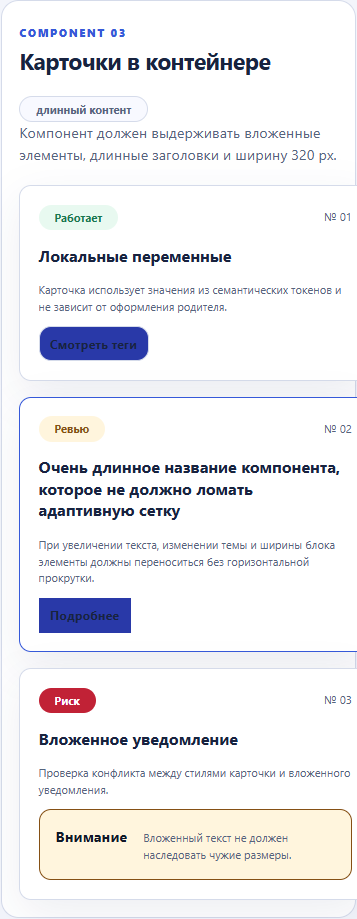 COMPONENT 03
Карточки в контейнере
длинный контент
Компонент должен выдерживать вложенные
элементы, длинные заголовки и ширину 320 px.
Работает
№ 01
Локальные переменные
Карточка использует значения из семантических токенов и
не зависит от оформления родителя.
Смотреть теги
Ревью
№ 02
Очень длинное название компонента,
которое не должно ломать
адаптивную сетку
При увеличении текста, изменении темы и ширины блока
элементы должны переноситься без горизонтальной
прокрутки.
Подробнее
Риск
№ 03
Вложенное уведомление
Проверка конфликта между стилями карточки и вложенного
уведомления.
Внимание
Вложенный текст не должен
наследовать чужие размеры.